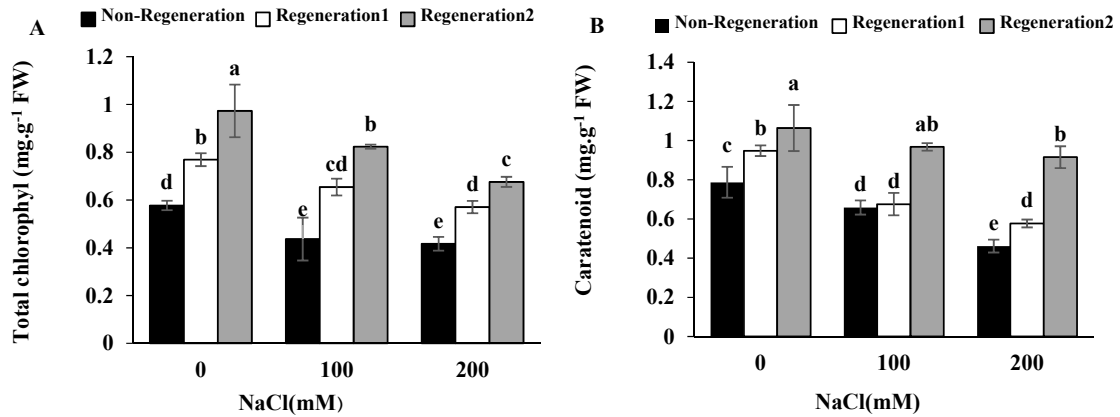 A
Non-Regeneration Regeneration1 Regeneration2
Total chlorophyl (mg.g⁻¹ FW)
1.2
1
0.8
0.6
0.4
0.2
0
d b a
e cd b
e d c
0 100 200
NaCl(mM)
B
Non-Regeneration Regeneration1 Regeneration2
Caratenoid (mg.g⁻¹ FW)
1.4
1.2
1
0.8
0.6
0.4
0.2
0
c b a
d d ab
e d b
0 100 200
NaCl(mM)